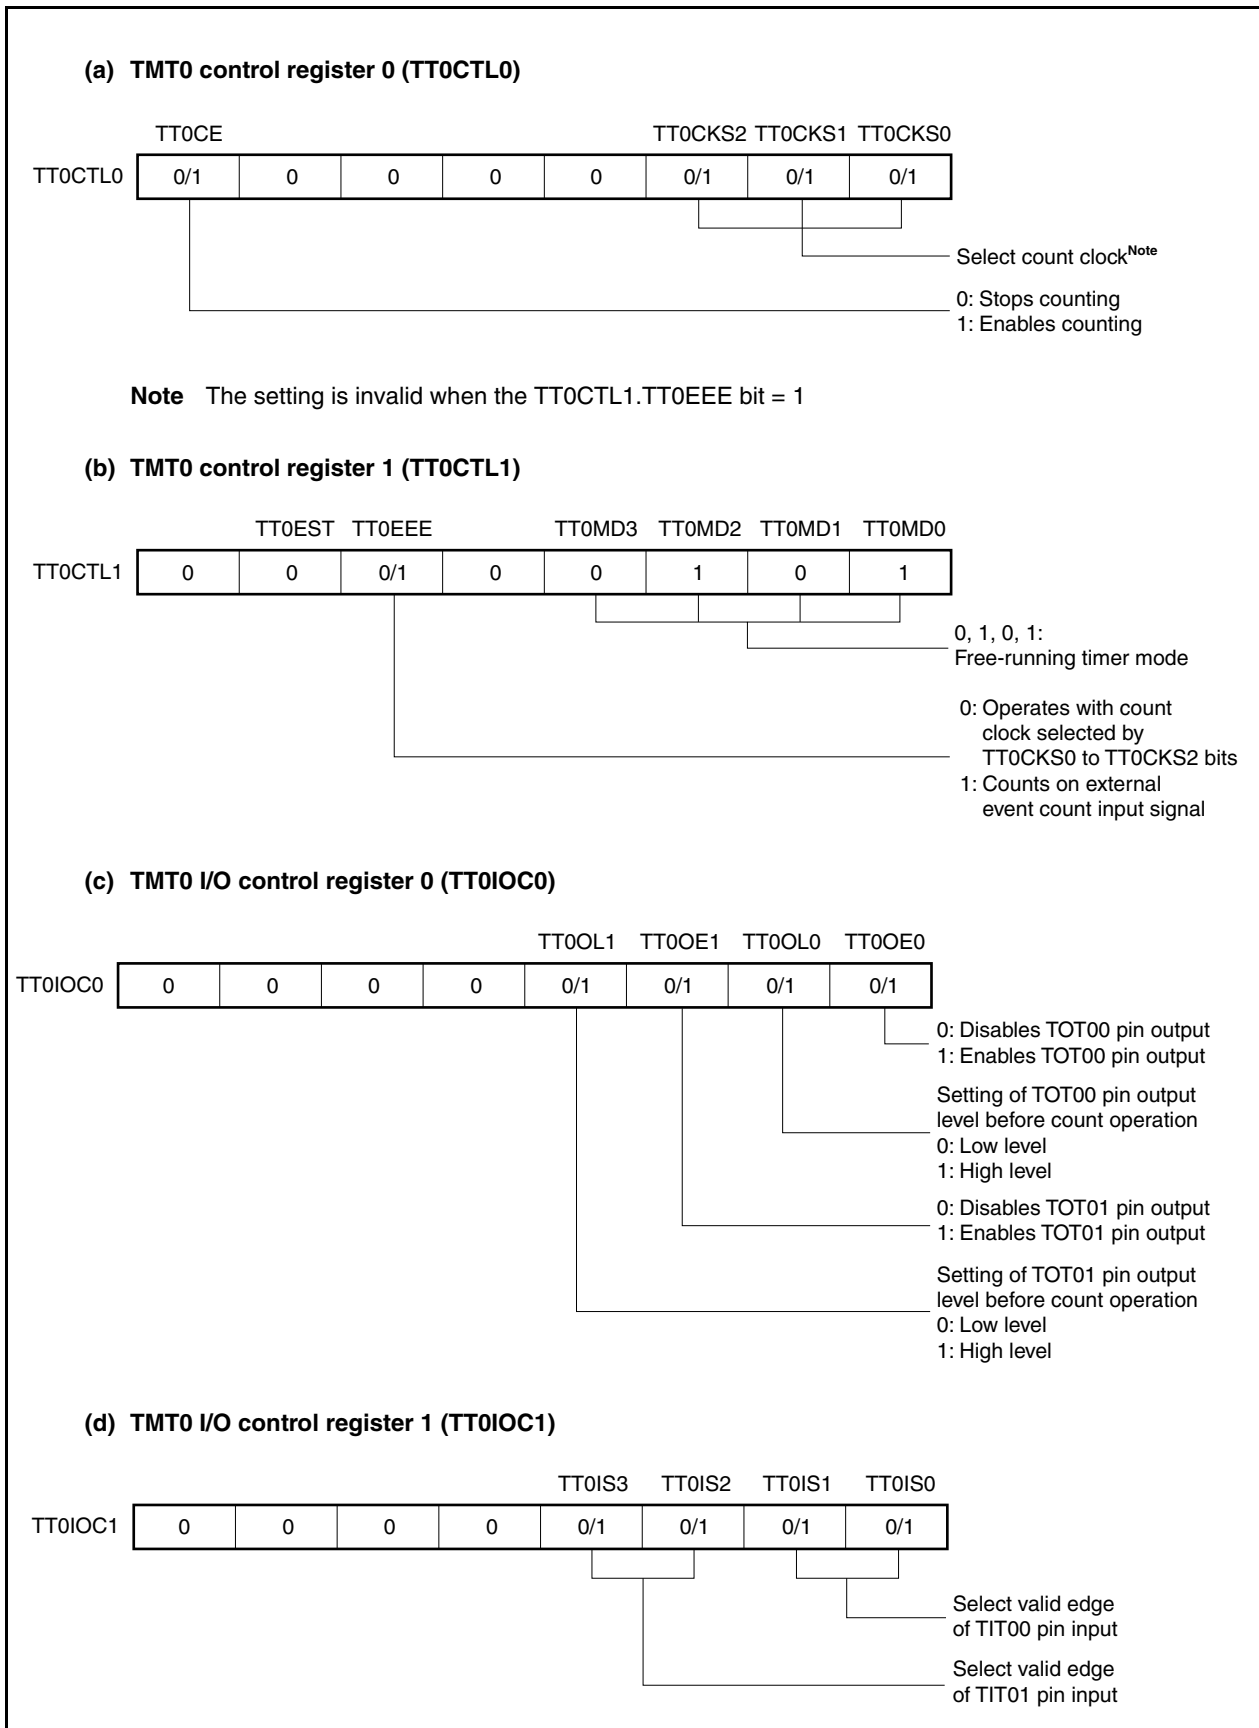 (a) TMT0 control register 0 (TT0CTL0)
TT0CE TT0CKS2 TT0CKS1 TT0CKS0
TT0CTL0 0/1 0 0 0 0 0/1 0/1 0/1
Select count clockNote
0: Stops counting
1: Enables counting
Note The setting is invalid when the TT0CTL1.TT0EEE bit = 1
(b) TMT0 control register 1 (TT0CTL1)
TT0EST TT0EEE TT0MD3 TT0MD2 TT0MD1 TT0MD0
TT0CTL1 0 0 0/1 0 0 1 0 1
0, 1, 0, 1:
Free-running timer mode
0: Operates with count
clock selected by
TT0CKS0 to TT0CKS2 bits
1: Counts on external
event count input signal
(c) TMT0 I/O control register 0 (TT0IOC0)
TT0OL1 TT0OE1 TT0OL0 TT0OE0
TT0IOC0 0 0 0 0 0/1 0/1 0/1 0/1
0: Disables TOT00 pin output
1: Enables TOT00 pin output
Setting of TOT00 pin output
level before count operation
0: Low level
1: High level
0: Disables TOT01 pin output
1: Enables TOT01 pin output
Setting of TOT01 pin output
level before count operation
0: Low level
1: High level
(d) TMT0 I/O control register 1 (TT0IOC1)
TT0IS3 TT0IS2 TT0IS1 TT0IS0
TT0IOC1 0 0 0 0 0/1 0/1 0/1 0/1
Select valid edge
of TIT00 pin input
Select valid edge
of TIT01 pin input